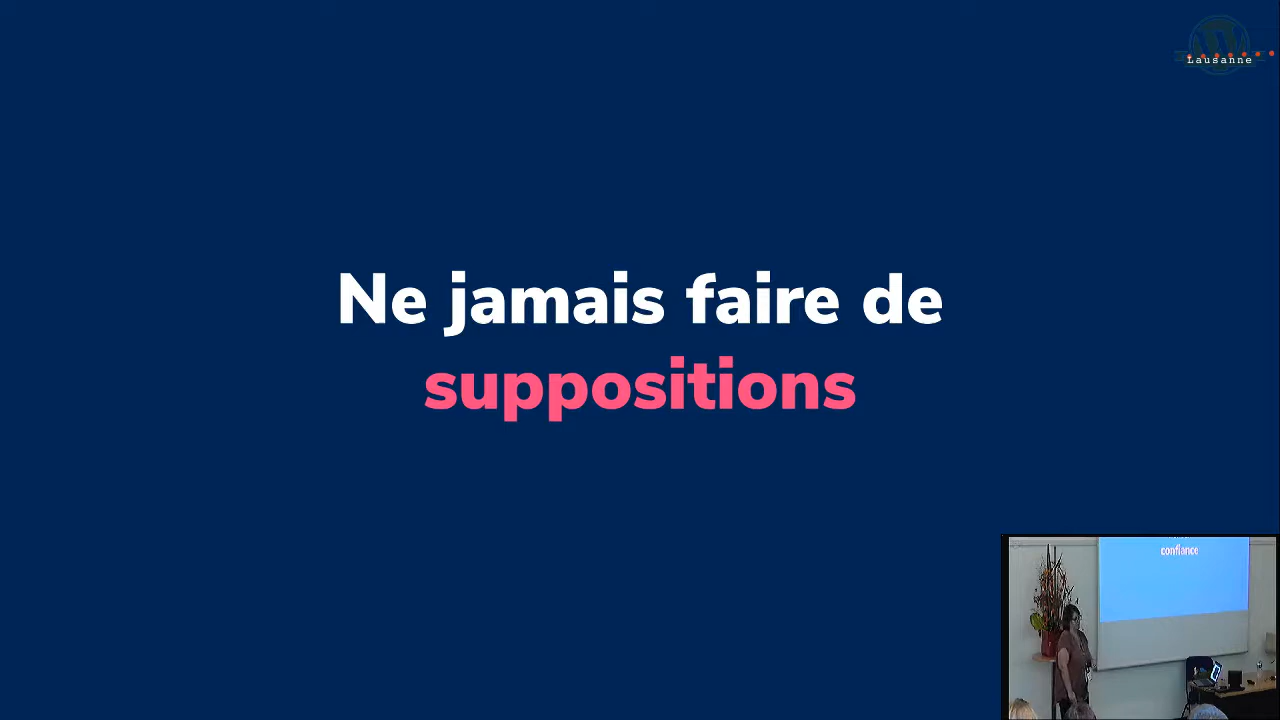 Lausanne
Ne jamais faire de
suppositions
confiance